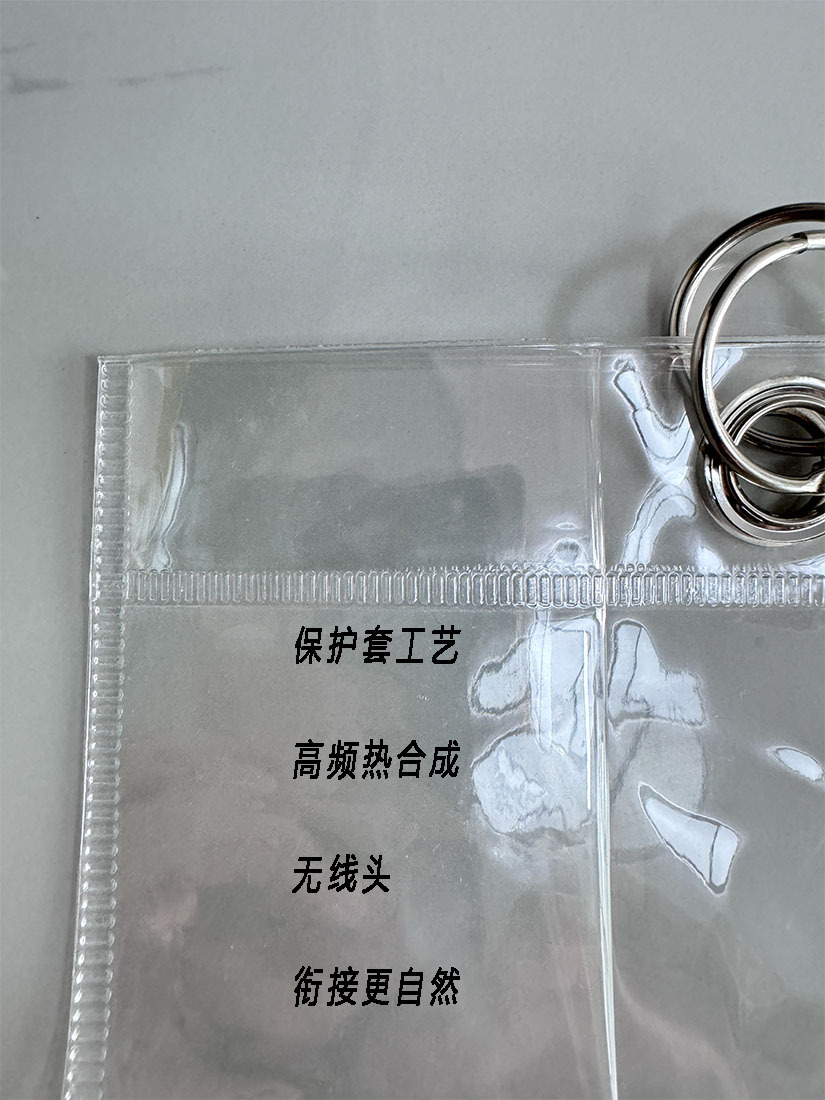 保护套工艺
高频热合成
无线头
衔接更自然